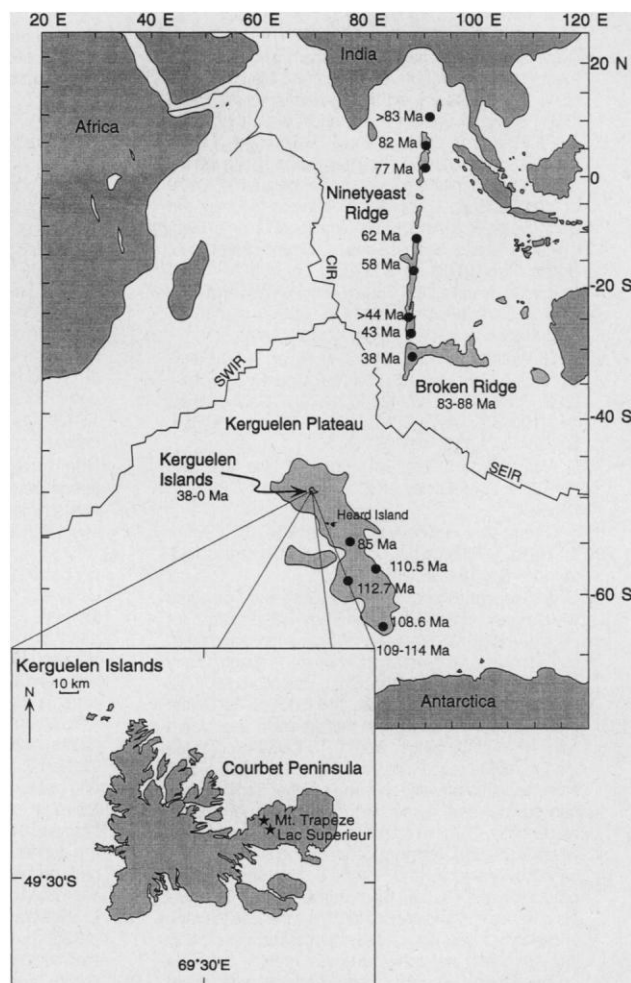 20 E 40 E 60 E 80 E 100 E 120 E
India
20 N
Africa
>83 Ma
82 Ma
77 Ma
0
Ninetyeast
Ridge
62 Ma
CIR
58 Ma
-20 S
>44 Ma
43 Ma
SWIR
38 Ma
Broken Ridge
83-88 Ma
-40 S
Kerguelen Plateau
Kerguelen
Islands
38-0 Ma
SEIR
Heard Island
85 Ma
110.5 Ma
112.7 Ma
-60 S
108.6 Ma
109-114 Ma
Antarctica
Kerguelen Islands
N
10 km
Courbet Peninsula
Mt. Trapeze
Lac Superieur
49°30'S
69°30'E